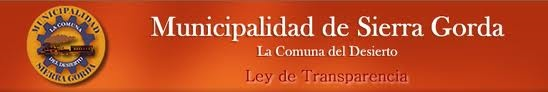 MUNICIPALIDAD
LA COMUNA
DEL DESIERTO
SIERRA GORDA
Municipalidad de Sierra Gorda
La Comuna del Desierto
Ley de Transparencia